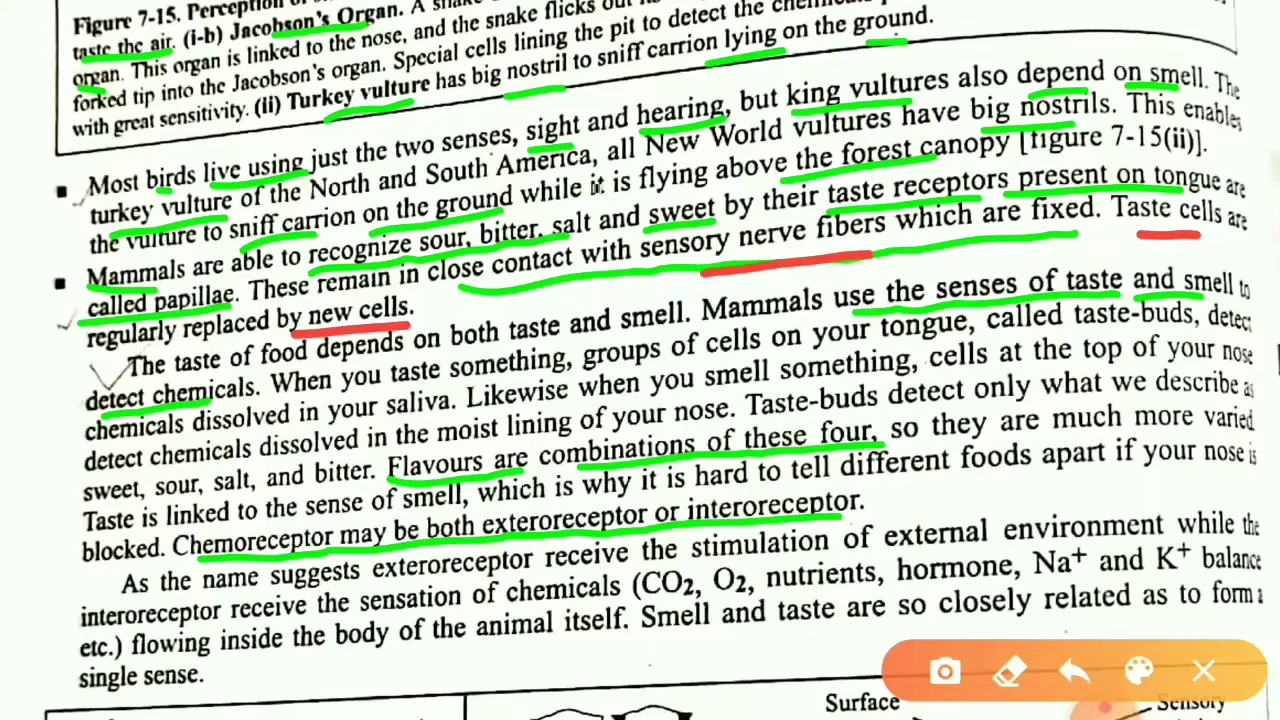 Figure 7-15. Perception of
taste the air. (i-b) Jacobson's Organ. A
organ. This organ is linked to the nose, and the snake flicks out
forked tip into the Jacobson's organ. Special cells lining the pit to detect the
with great sensitivity. (ii) Turkey vulture has big nostril to sniff carrion lying on the ground.
▪ Most birds live using just the two senses, sight and hearing, but king vultures also depend on smell. The
turkey vulture of the North and South America, all New World vultures have big nostrils. This enables
the vulture to sniff carrion on the ground while it is flying above the forest canopy [figure 7-15(ii)].
▪ Mammals are able to recognize sour, bitter, salt and sweet by their taste receptors present on tongue are
called papillae. These remain in close contact with sensory nerve fibers which are fixed. Taste cells are
regularly replaced by new cells.
The taste of food depends on both taste and smell. Mammals use the senses of taste and smell to
detect chemicals. When you taste something, groups of cells on your tongue, called taste-buds, detect
chemicals dissolved in your saliva. Likewise when you smell something, cells at the top of your nose
detect chemicals dissolved in the moist lining of your nose. Taste-buds detect only what we describe as
sweet, sour, salt, and bitter. Flavours are combinations of these four, so they are much more varied
Taste is linked to the sense of smell, which is why it is hard to tell different foods apart if your nose is
blocked. Chemoreceptor may be both exteroreceptor or interoreceptor.
As the name suggests exteroreceptor receive the stimulation of external environment while the
interoreceptor receive the sensation of chemicals (CO₂, O₂, nutrients, hormone, Na⁺ and K⁺ balance
etc.) flowing inside the body of the animal itself. Smell and taste are so closely related as to form a
single sense.
Surface
Sensory